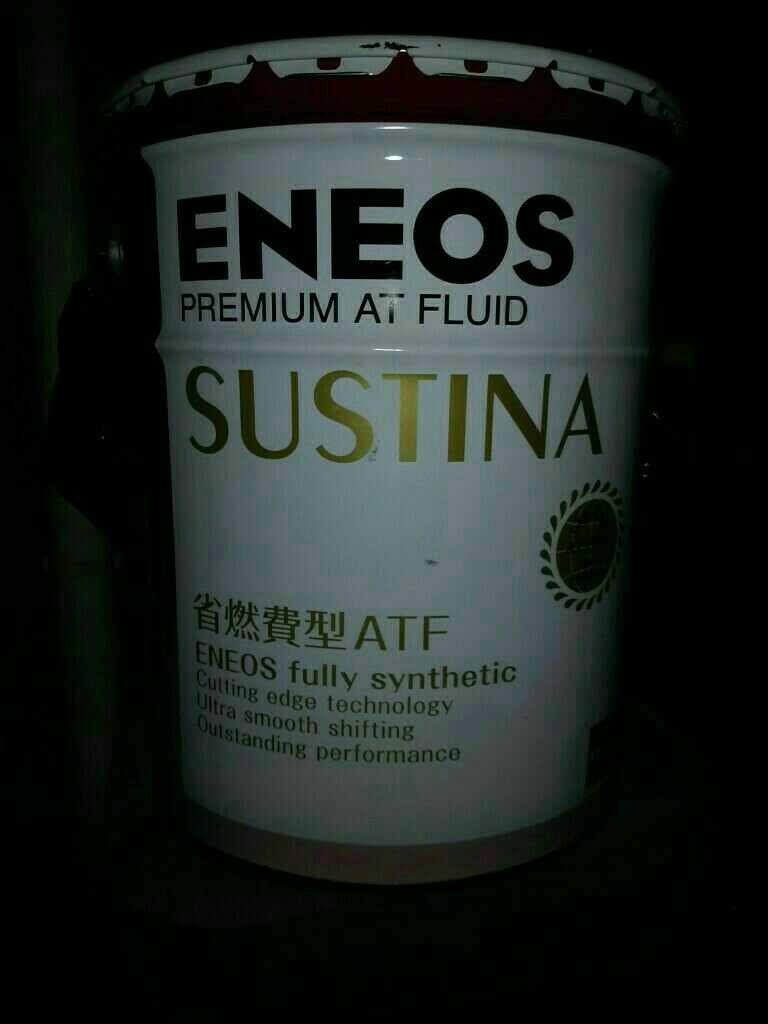 ENEOS
PREMIUM AT FLUID
SUSTINA
省燃費型ATF
ENEOS fully synthetic
Cutting edge technology
Ultra smooth shifting
Outstanding performance